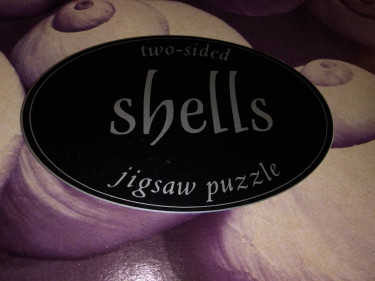 two-sided
shells
jigsaw puzzle